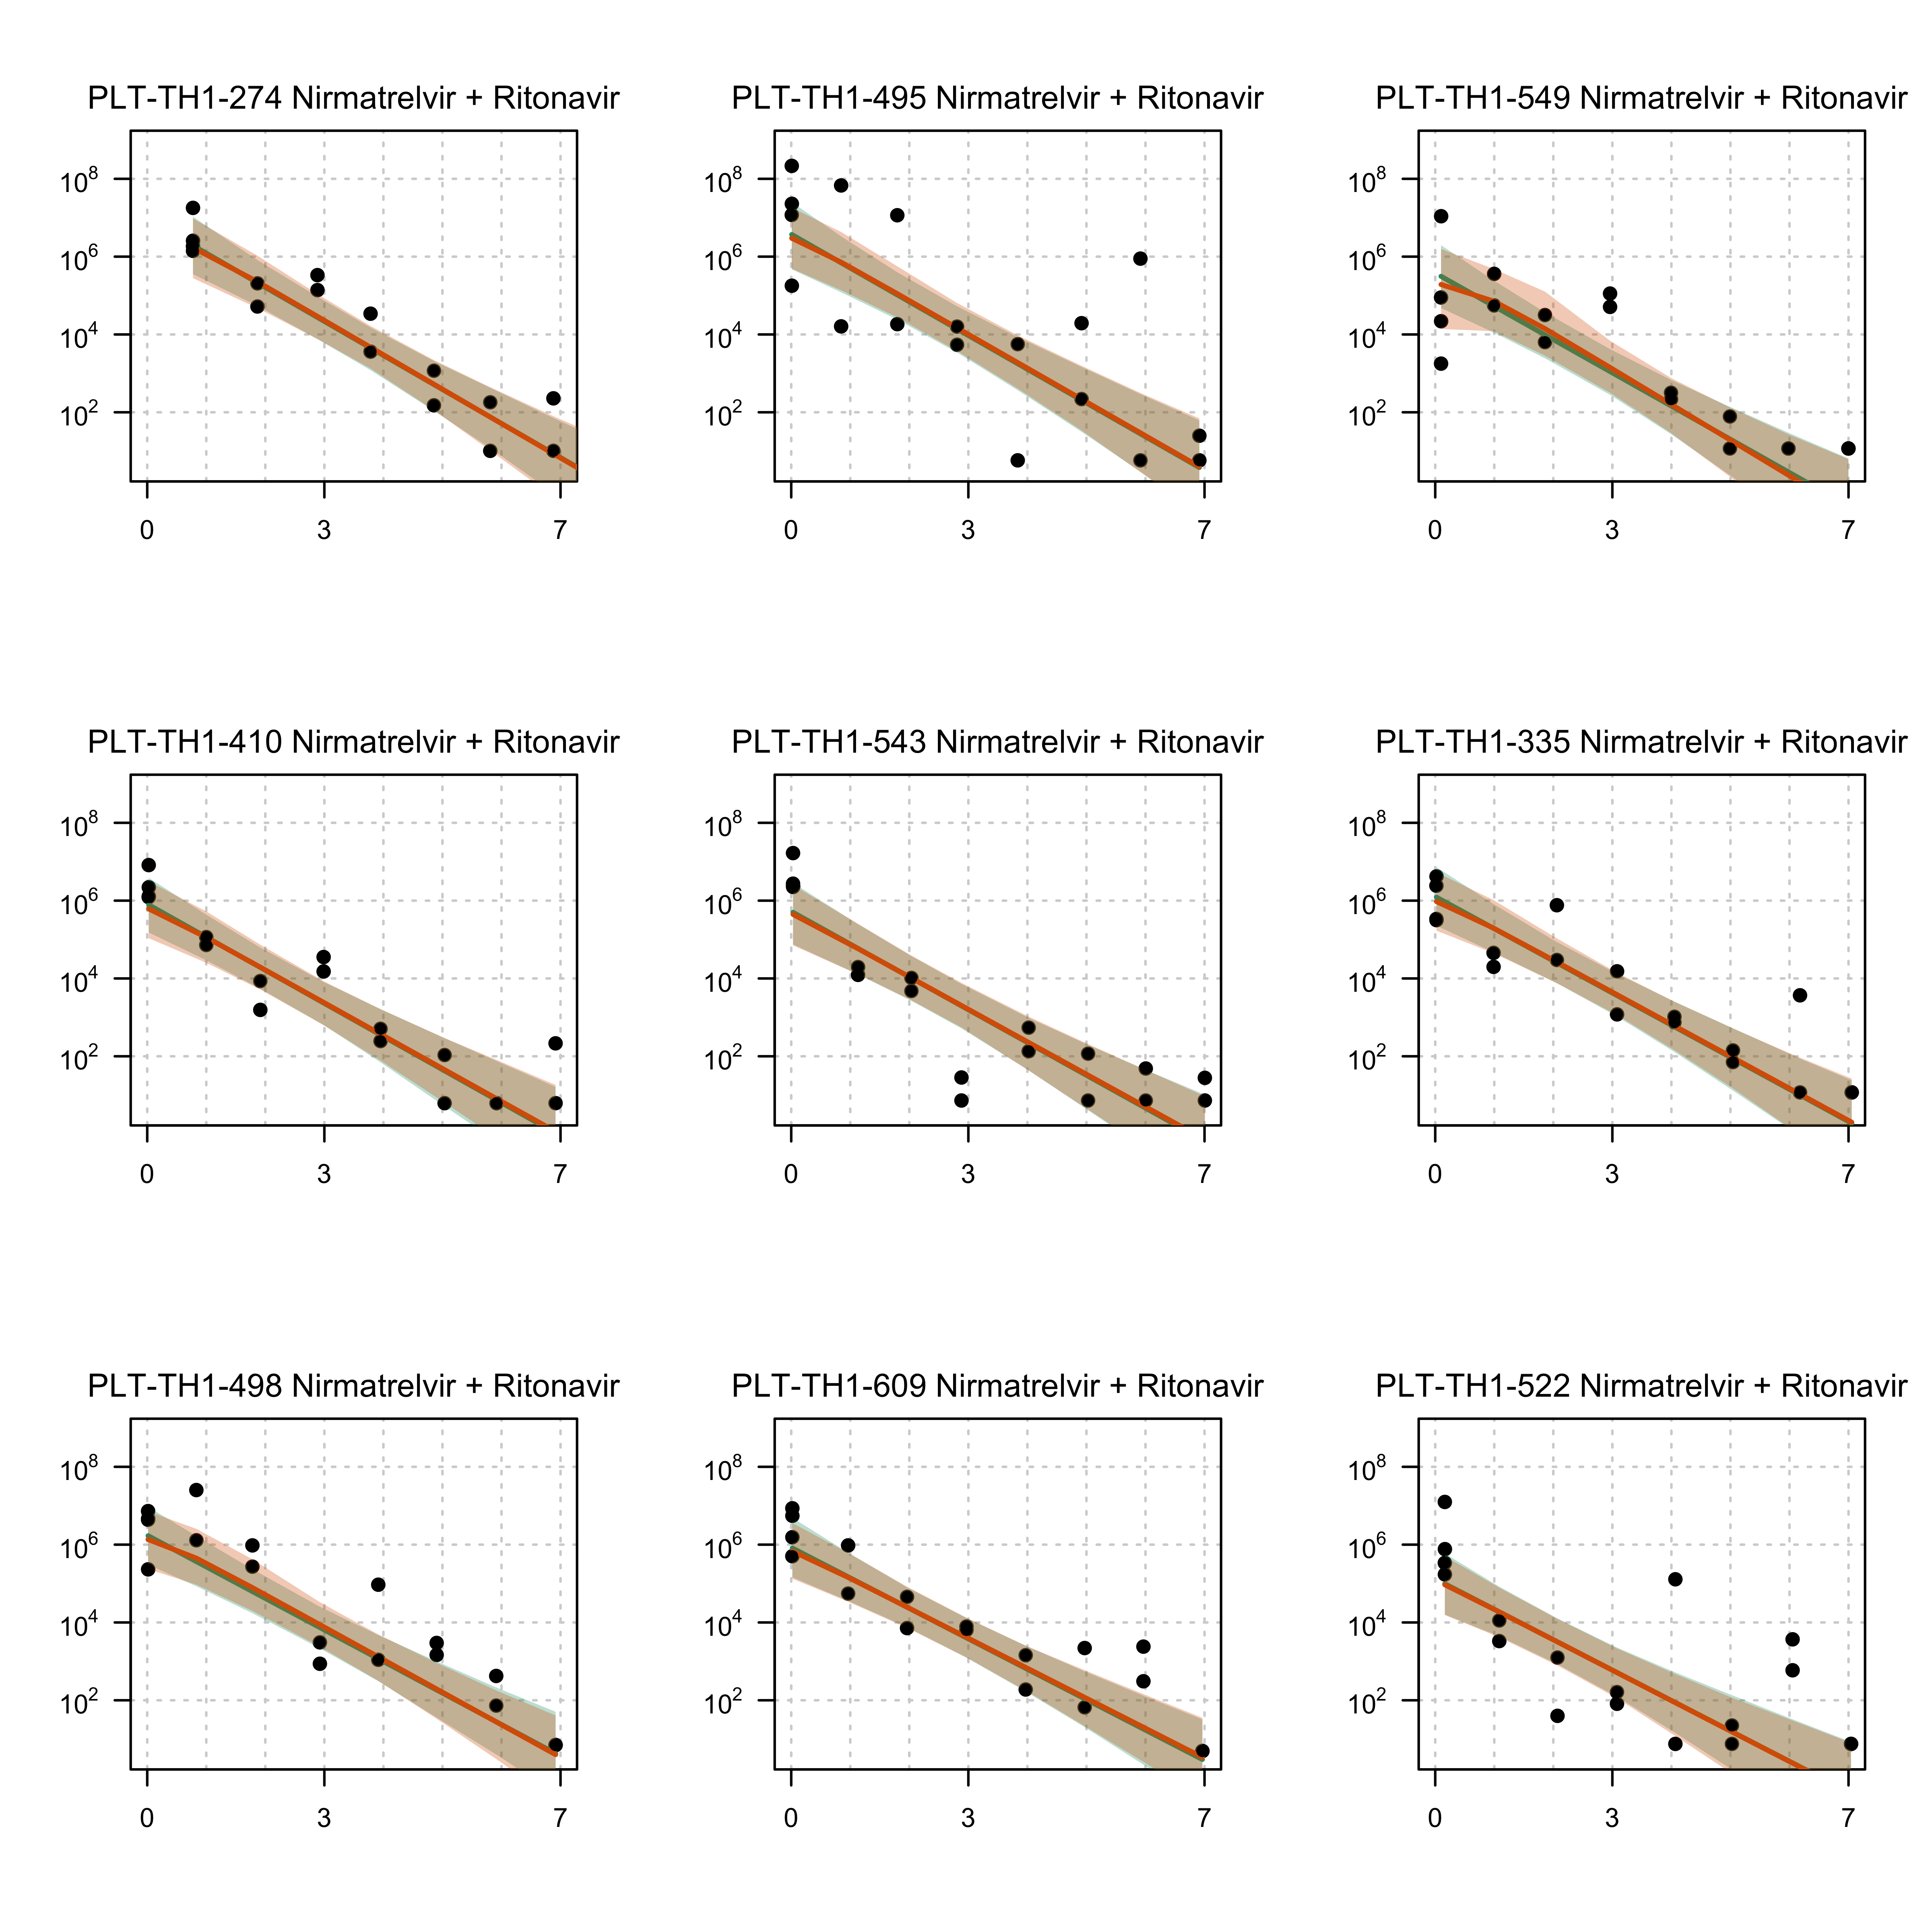 PLT-TH1-274 Nirmatrelvir + Ritonavir
10^8
10^6
10^4
10^2
0 3 7
PLT-TH1-495 Nirmatrelvir + Ritonavir
10^8
10^6
10^4
10^2
0 3 7
PLT-TH1-549 Nirmatrelvir + Ritonavir
10^8
10^6
10^4
10^2
0 3 7
PLT-TH1-410 Nirmatrelvir + Ritonavir
10^8
10^6
10^4
10^2
0 3 7
PLT-TH1-543 Nirmatrelvir + Ritonavir
10^8
10^6
10^4
10^2
0 3 7
PLT-TH1-335 Nirmatrelvir + Ritonavir
10^8
10^6
10^4
10^2
0 3 7
PLT-TH1-498 Nirmatrelvir + Ritonavir
10^8
10^6
10^4
10^2
0 3 7
PLT-TH1-609 Nirmatrelvir + Ritonavir
10^8
10^6
10^4
10^2
0 3 7
PLT-TH1-522 Nirmatrelvir + Ritonavir
10^8
10^6
10^4
10^2
0 3 7